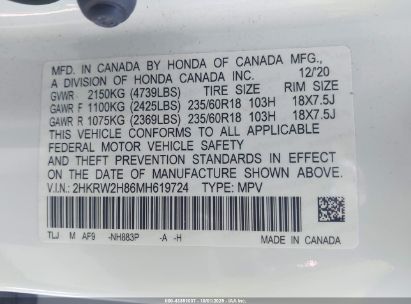 MFD. IN CANADA BY HONDA OF CANADA MFG.,
A DIVISION OF HONDA CANADA INC. 12/'20
GVWR 2150KG (4739LBS) TIRE SIZE RIM SIZE
GAWR F 1100KG (2425LBS) 235/60R18 103H 18X7.5J
GAWR R 1075KG (2369LBS) 235/60R18 103H 18X7.5J
THIS VEHICLE CONFORMS TO ALL APPLICABLE
FEDERAL MOTOR VEHICLE SAFETY
AND THEFT PREVENTION STANDARDS IN EFFECT
ON THE DATE OF MANUFACTURE SHOWN ABOVE.
V.I.N.: 2HKRW2H86MH619724 TYPE: MPV
TLJ M AF9 -NH883P -A -H MADE IN CANADA